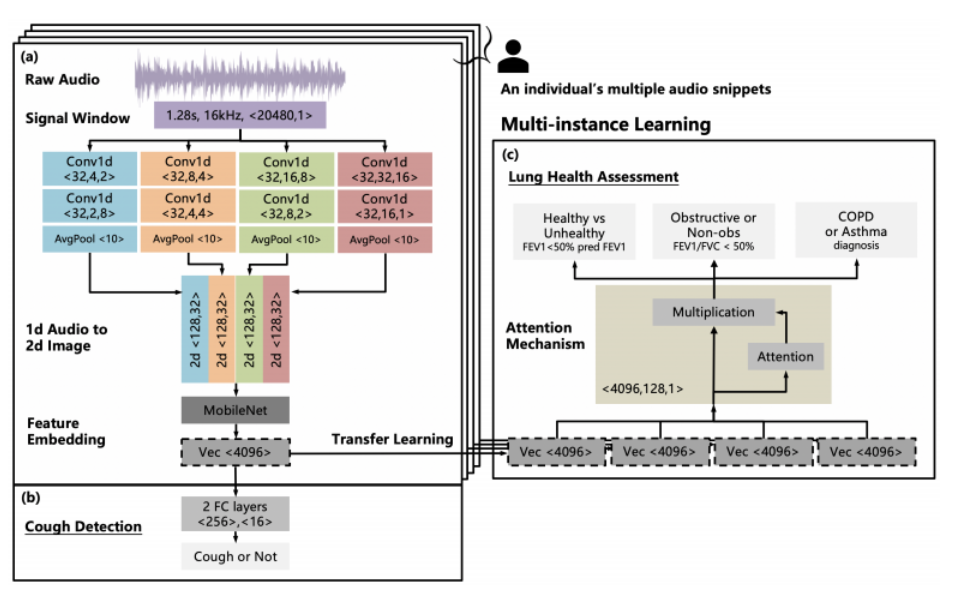 (a)
Raw Audio
Signal Window
1.28s, 16kHz, <20480,1>
Conv1d
<32,4,2>
Conv1d
<32,8,4>
Conv1d
<32,16,8>
Conv1d
<32,32,16>
Conv1d
<32,2,8>
Conv1d
<32,4,4>
Conv1d
<32,8,2>
Conv1d
<32,16,1>
AvgPool <10>
AvgPool <10>
AvgPool <10>
AvgPool <10>
1d Audio to
2d Image
2d <128,32>
2d <128,32>
2d <128,32>
2d <128,32>
MobileNet
Feature
Embedding
Vec <4096>
Transfer Learning
(b)
Cough Detection
2 FC layers
<256>,<16>
Cough or Not
An individual's multiple audio snippets
Multi-instance Learning
(c)
Lung Health Assessment
Healthy vs
Unhealthy
FEV1<50% pred FEV1
Obstructive or
Non-obs
FEV1/FVC < 50%
COPD
or Asthma
diagnosis
Attention
Mechanism
Multiplication
Attention
<4096,128,1>
Vec <4096>
Vec <4096>
Vec <4096>
Vec <4096>